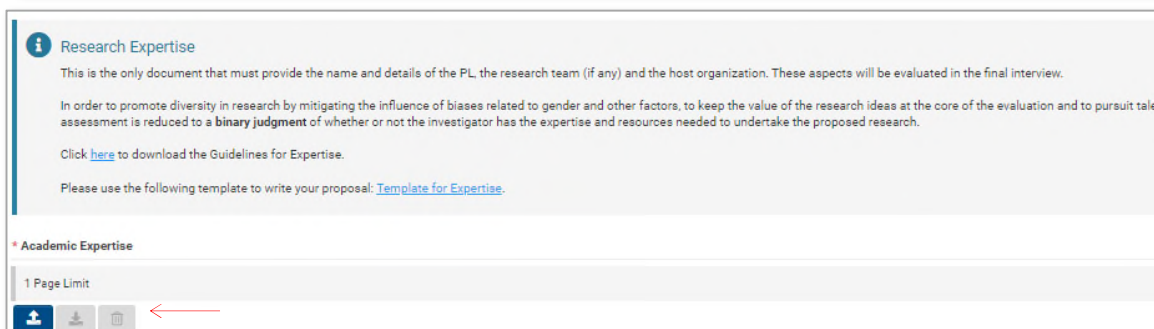 Research Expertise
This is the only document that must provide the name and details of the PL, the research team (if any) and the host organization. These aspects will be evaluated in the final interview.
In order to promote diversity in research by mitigating the influence of biases related to gender and other factors, to keep the value of the research ideas at the core of the evaluation and to pursuit tale
assessment is reduced to a binary judgment of whether or not the investigator has the expertise and resources needed to undertake the proposed research.
Click here to download the Guidelines for Expertise.
Please use the following template to write your proposal: Template for Expertise.
* Academic Expertise
1 Page Limit